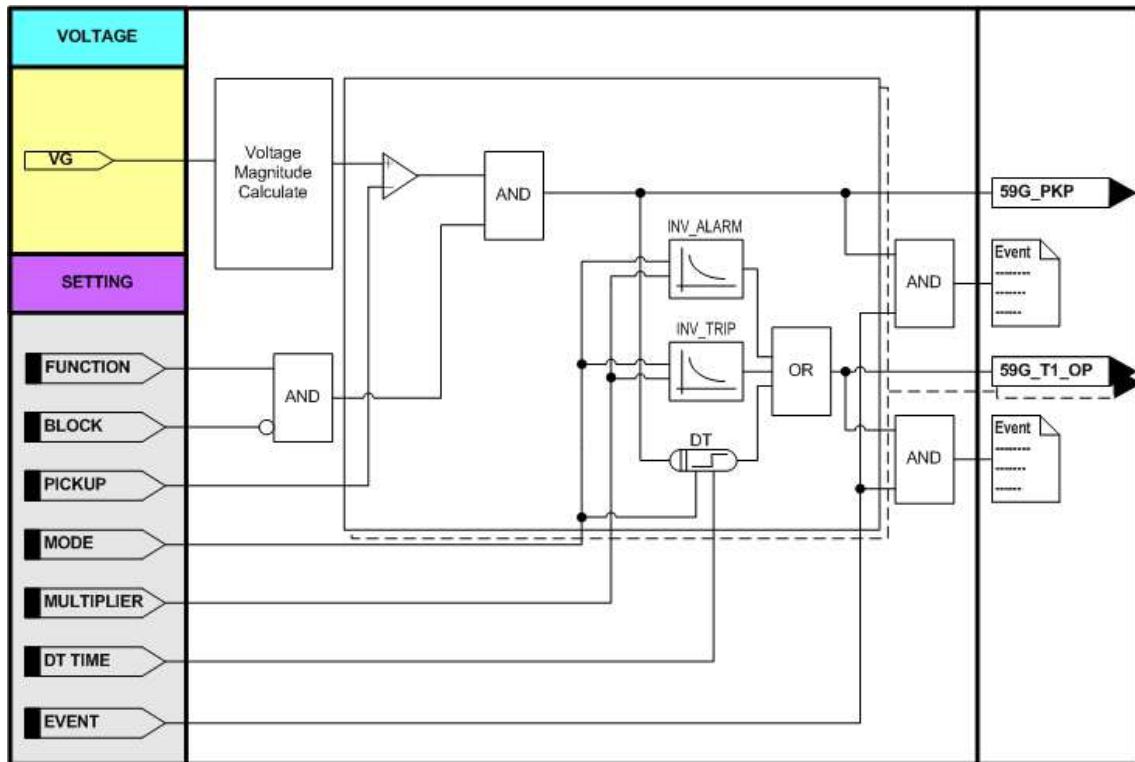 VOLTAGE
VG
Voltage
Magnitude
Calculate
+
−
AND
59G_PKP
INV_ALARM
SETTING
AND
Event
--------
-------
------
INV_TRIP
FUNCTION
AND
OR
59G_T1_OP
BLOCK
DT
AND
Event
--------
-------
------
PICKUP
MODE
MULTIPLIER
DT TIME
EVENT